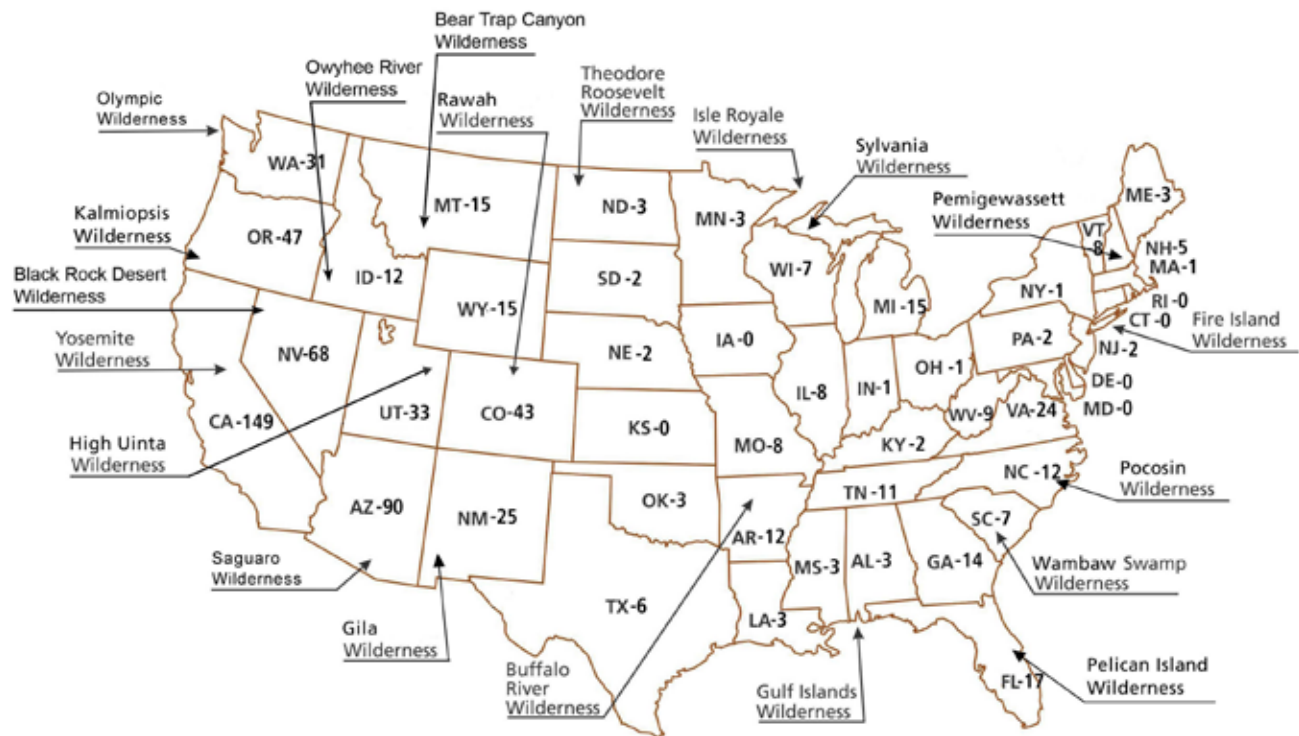 Bear Trap Canyon
Wilderness
Owyhee River
Wilderness
Theodore
Roosevelt
Wilderness
Rawah
Wilderness
Olympic
Wilderness
Isle Royale
Wilderness
Sylvania
Wilderness
Pemigewassett
Wilderness
Kalmiopsis
Wilderness
Black Rock Desert
Wilderness
Yosemite
Wilderness
High Uinta
Wilderness
Saguaro
Wilderness
Gila
Wilderness
Buffalo
River
Wilderness
Gulf Islands
Wilderness
Pelican Island
Wilderness
Wambaw Swamp
Wilderness
Pocosin
Wilderness
Fire Island
Wilderness
WA-31
OR-47
MT-15
ID-12
WY-15
ND-3
SD-2
NE-2
KS-0
MN-3
WI-7
IA-0
MI-15
NV-68
CA-149
UT-33
CO-43
AZ-90
NM-25
OK-3
TX-6
MO-8
AR-12
LA-3
IL-8
IN-1
OH -1
KY-2
TN-11
MS-3
AL-3
GA-14
FL-17
SC-7
NC-12
WV-9
VA-24
PA-2
NY-1
VT
8
ME-3
NH-5
MA-1
RI-0
CT-0
NJ-2
DE-0
MD-0